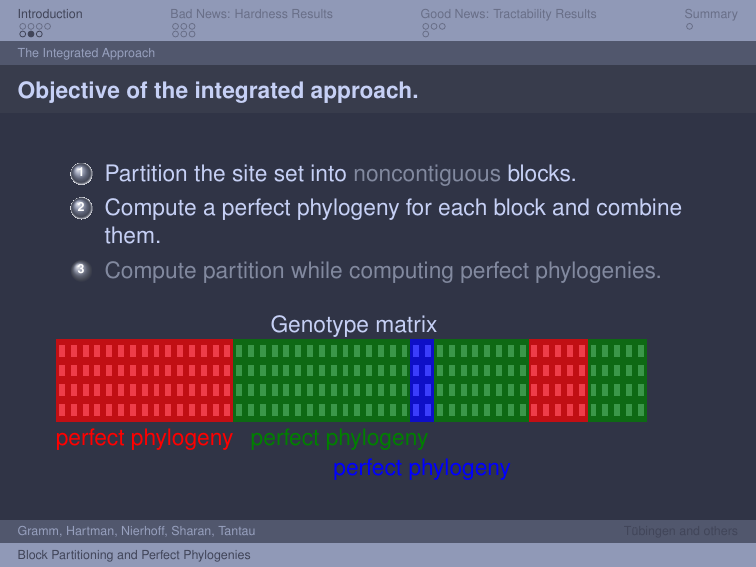 Introduction Bad News: Hardness Results Good News: Tractability Results Summary
The Integrated Approach
Objective of the integrated approach.
1 Partition the site set into noncontiguous blocks.
2 Compute a perfect phylogeny for each block and combine
them.
3 Compute partition while computing perfect phylogenies.
Genotype matrix
perfect phylogeny perfect phylogeny
perfect phylogeny
Gramm, Hartman, Nierhoff, Sharan, Tantau Tübingen and others
Block Partitioning and Perfect Phylogenies